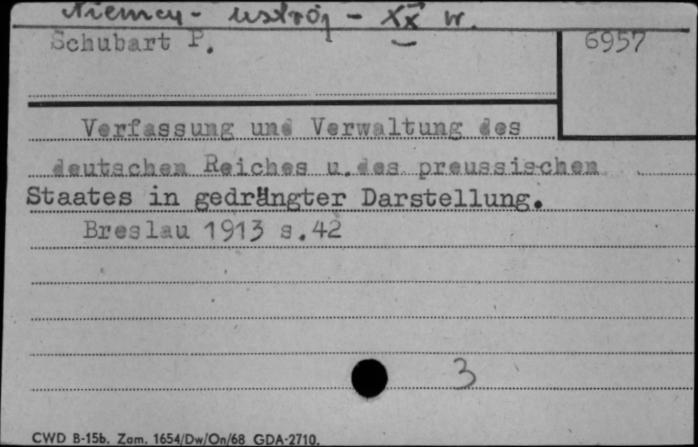 Niemcy - ustrój - XX w.
Schubart P.
6957
Verfassung und Verwaltung des
deutschen Reiches u.des preussischen
Staates in gedrängter Darstellung.
Breslau 1913 s.42
3
CWD B-15b. Zam. 1654/Dw/On/68 GDA-2710.